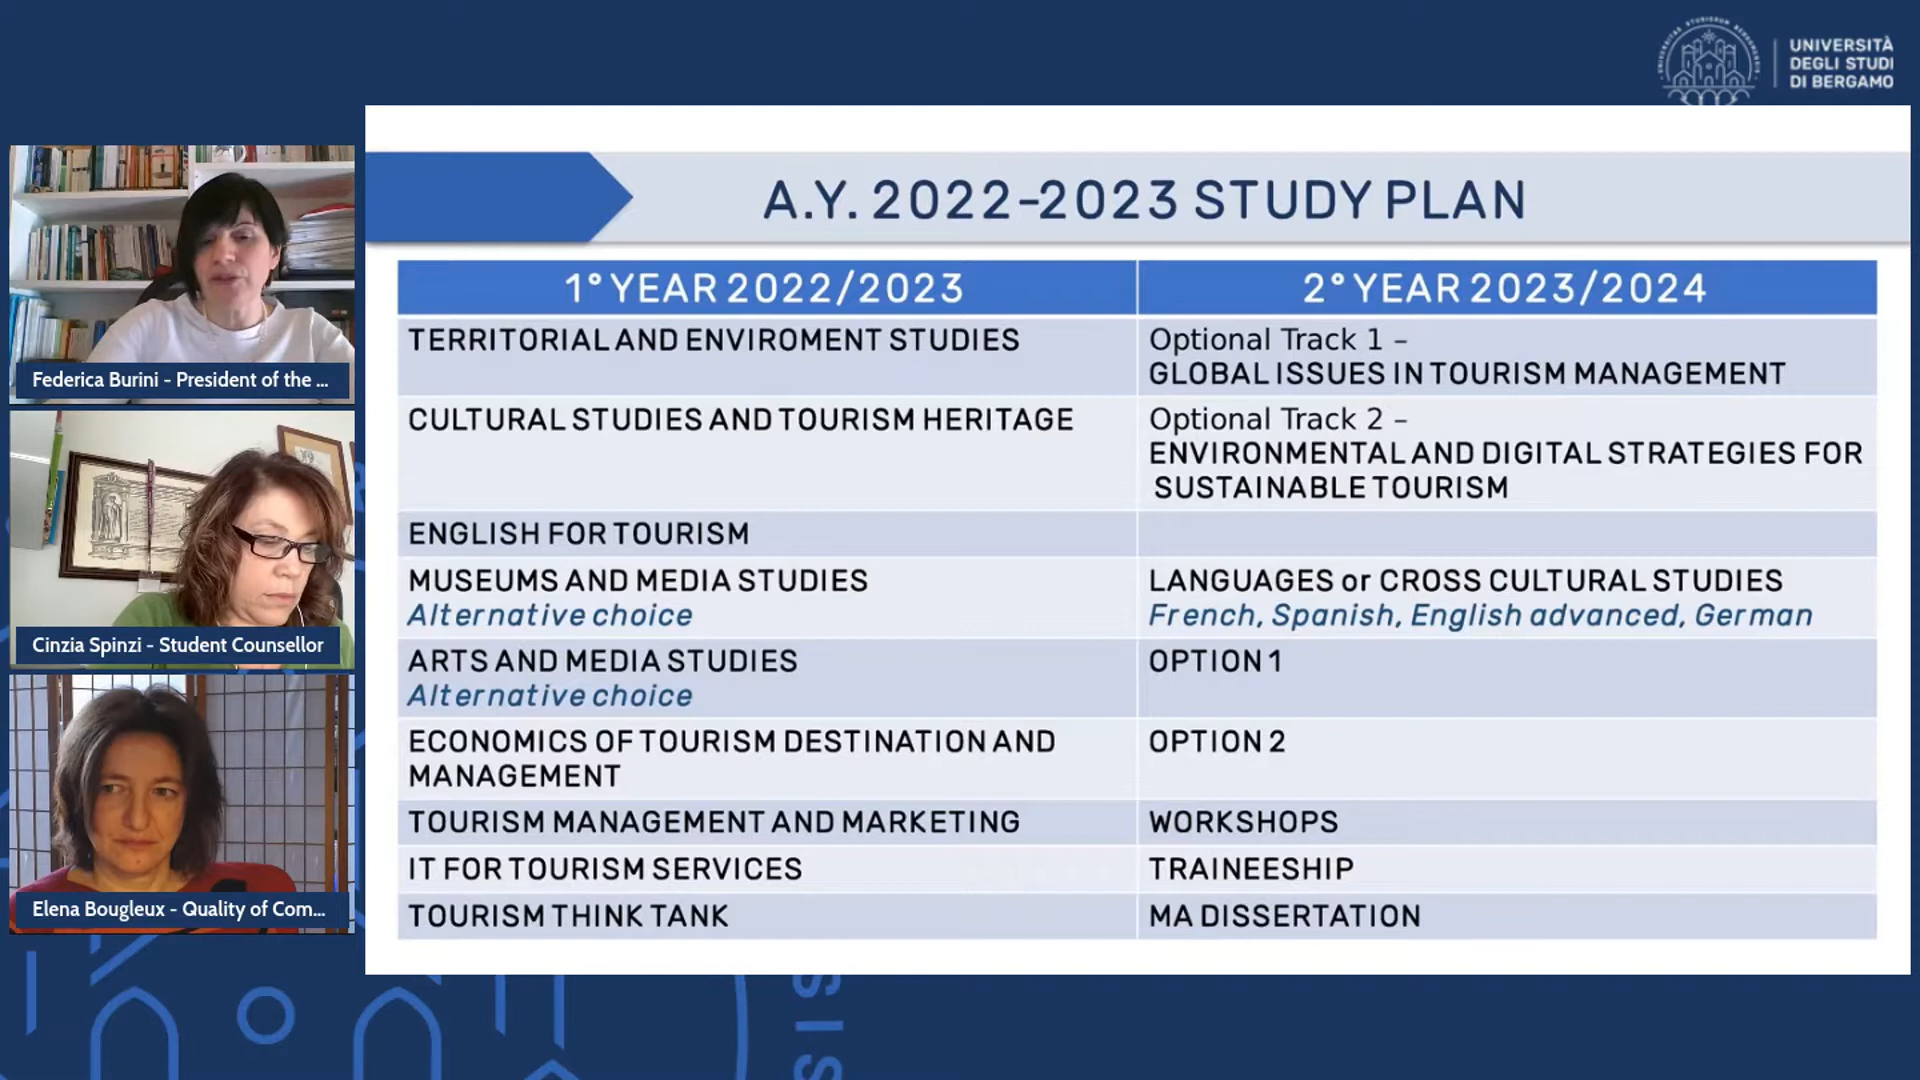 UNIVERSITÀ
DEGLI STUDI
DI BERGAMO
A.Y. 2022-2023 STUDY PLAN
1° YEAR 2022/2023
2° YEAR 2023/2024
TERRITORIAL AND ENVIROMENT STUDIES
Optional Track 1 –
GLOBAL ISSUES IN TOURISM MANAGEMENT
CULTURAL STUDIES AND TOURISM HERITAGE
Optional Track 2 –
ENVIRONMENTAL AND DIGITAL STRATEGIES FOR
SUSTAINABLE TOURISM
ENGLISH FOR TOURISM
MUSEUMS AND MEDIA STUDIES
Alternative choice
LANGUAGES or CROSS CULTURAL STUDIES
French, Spanish, English advanced, German
ARTS AND MEDIA STUDIES
Alternative choice
OPTION 1
ECONOMICS OF TOURISM DESTINATION AND
MANAGEMENT
OPTION 2
TOURISM MANAGEMENT AND MARKETING
WORKSHOPS
IT FOR TOURISM SERVICES
TRAINEESHIP
TOURISM THINK TANK
MA DISSERTATION
Federica Burini - President of the ...
Cinzia Spinzi - Student Counsellor
Elena Bougleux - Quality of Com...
SIS